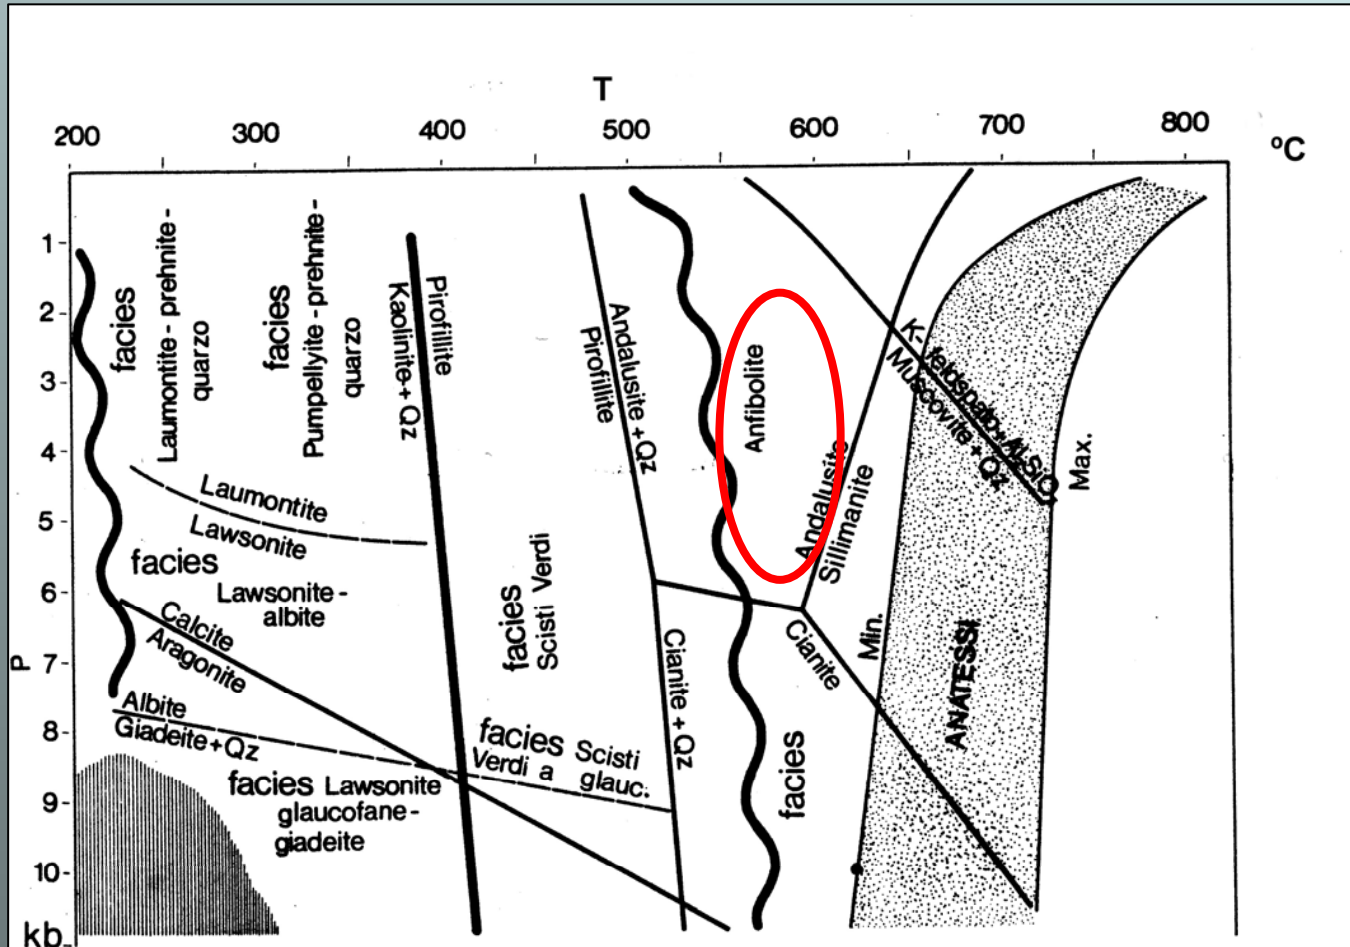 T
200 300 400 500 600 700 800
°C
1
2
3
4
5
6
7
8
9
10
P
kb
facies
Laumontite - prehnite -
quarzo
facies
Pumpellyite - prehnite -
quarzo
Kaolinite + Qz
Pirofillite
Pirofillite
Andalusite + Qz
Anfibolite
Andalusite
Sillimanite
K- feldspato + Al2SiO5
Muscovite + Qz
Max.
Laumontite
Lawsonite
facies
Lawsonite -
albite
facies
Scisti Verdi
Calcite
Aragonite
Cianite + Qz
Cianite
Min.
ANATESSI
Albite
Giadeite + Qz
facies Scisti
Verdi a glauc.
facies
facies Lawsonite
glaucofane -
giadeite